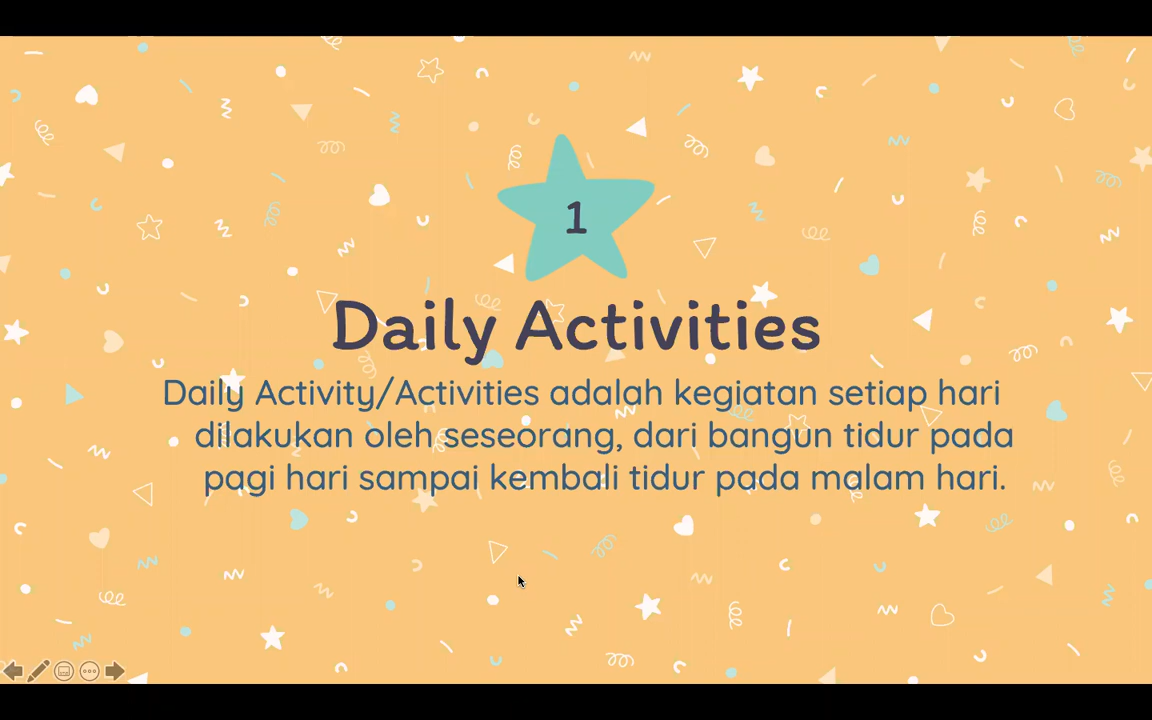 1
Daily Activities
Daily Activity/Activities adalah kegiatan setiap hari
dilakukan oleh seseorang, dari bangun tidur pada
pagi hari sampai kembali tidur pada malam hari.